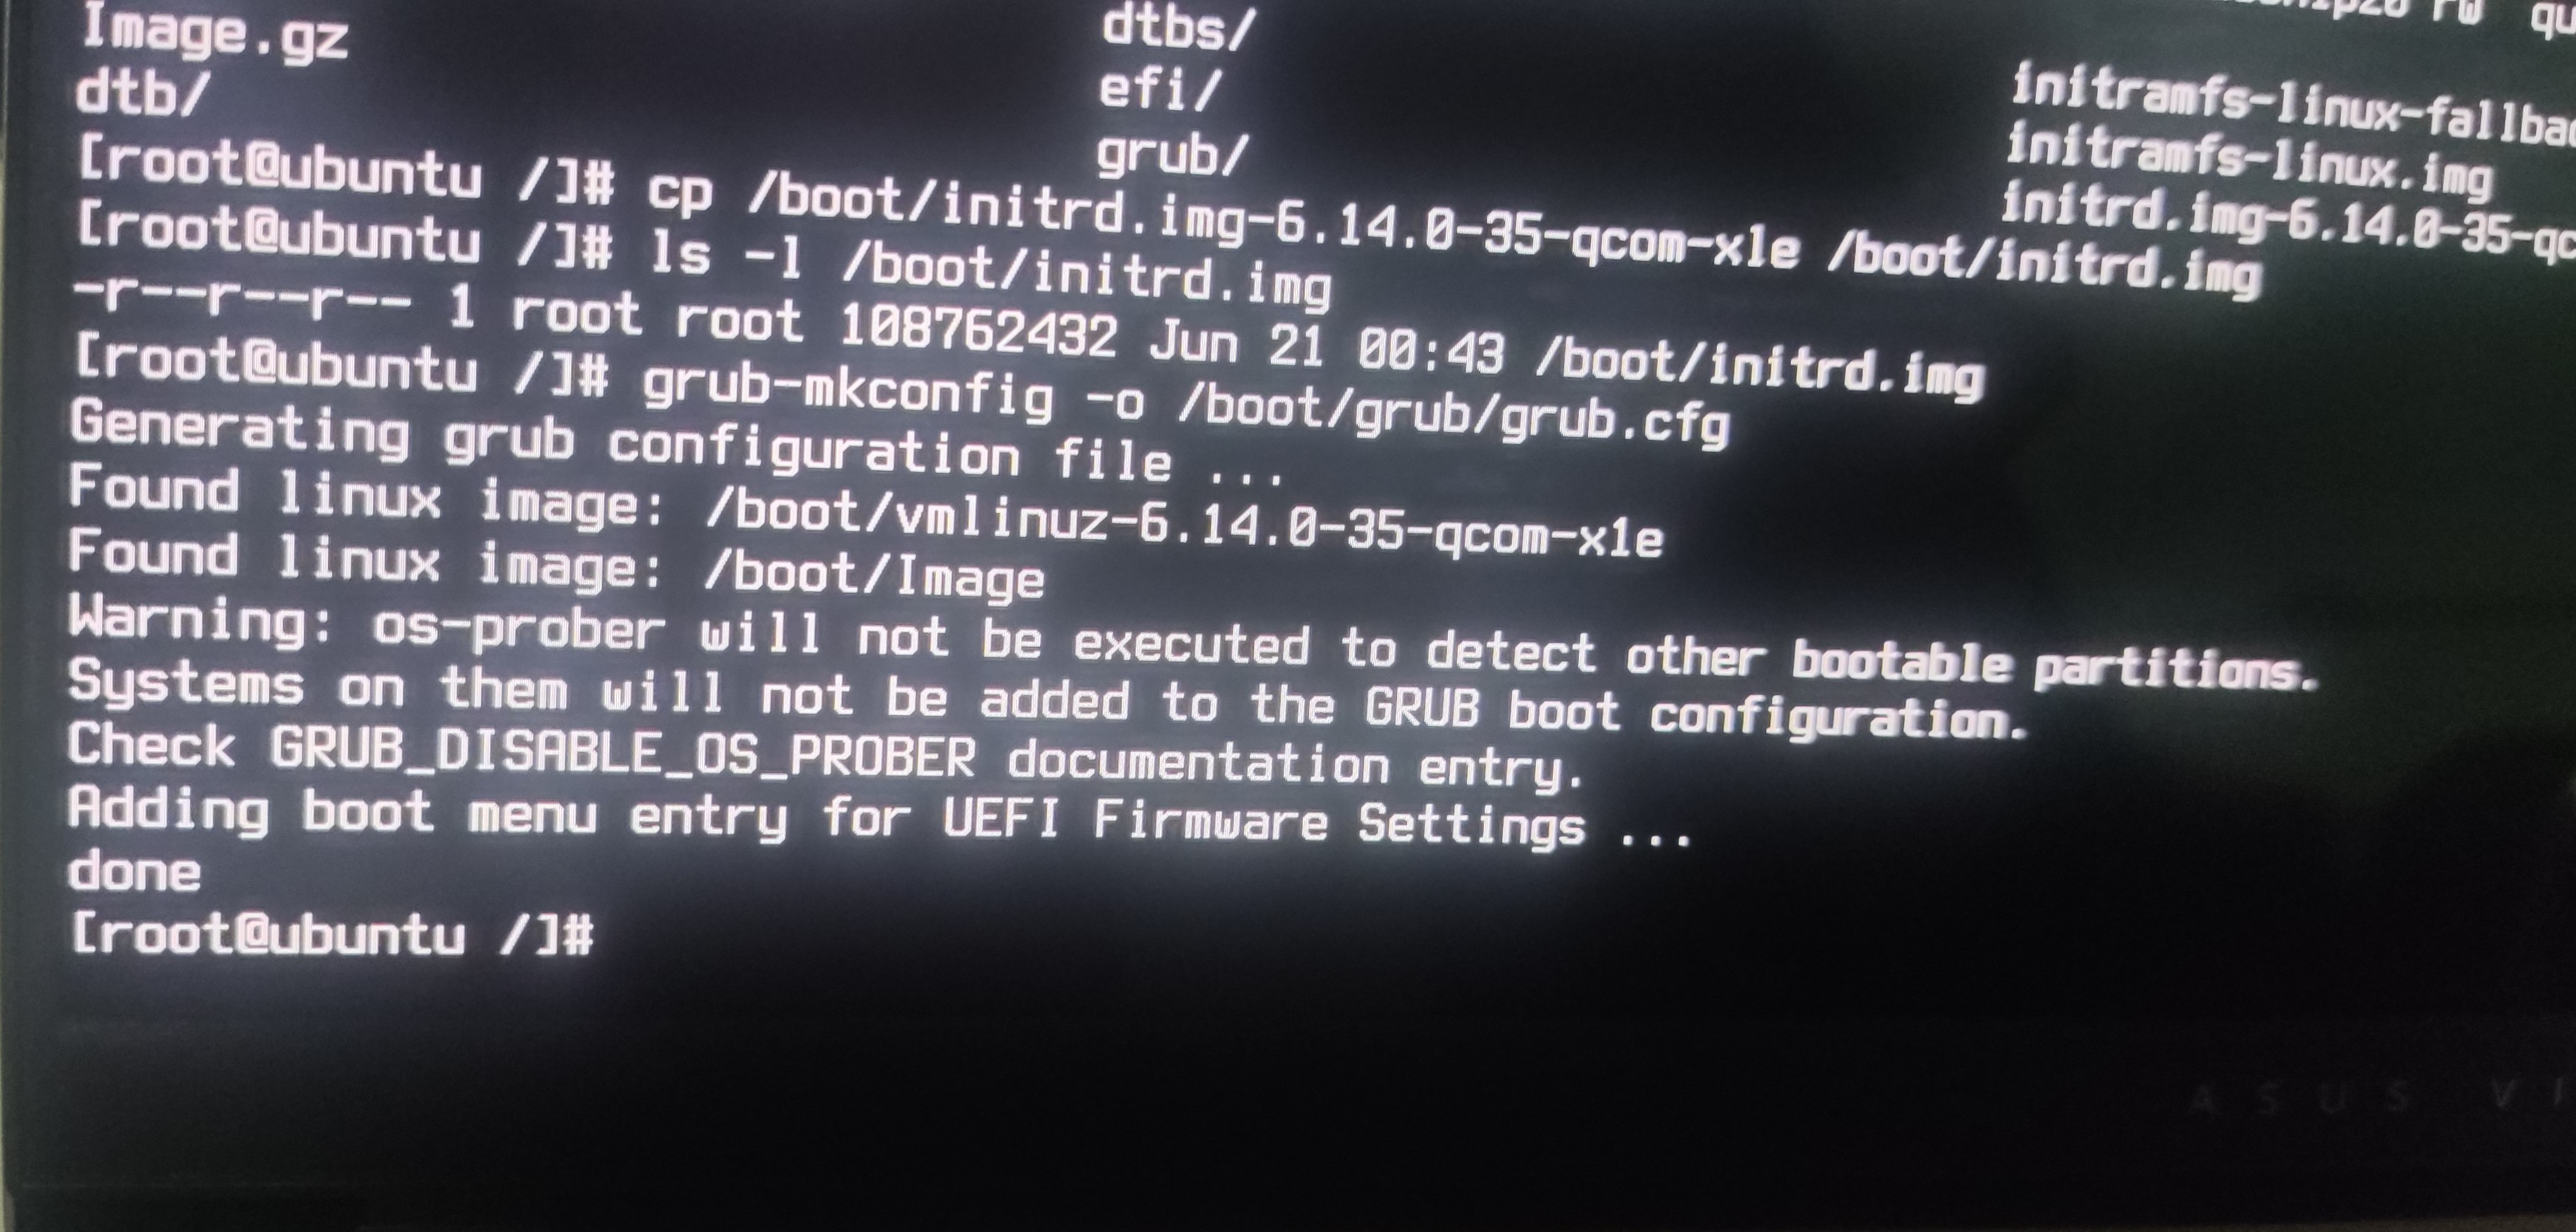 rw qu
Image.gz dtbs/ initramfs-linux-fallba
dtb/ efi/ initramfs-linux.img
grub/ initrd.img-6.14.0-35-qc
[root@ubuntu /]# cp /boot/initrd.img-6.14.0-35-qcom-x1e /boot/initrd.img
[root@ubuntu /]# ls -l /boot/initrd.img
-r--r--r-- 1 root root 108762432 Jun 21 00:43 /boot/initrd.img
[root@ubuntu /]# grub-mkconfig -o /boot/grub/grub.cfg
Generating grub configuration file ...
Found linux image: /boot/vmlinuz-6.14.0-35-qcom-x1e
Found linux image: /boot/Image
Warning: os-prober will not be executed to detect other bootable partitions.
Systems on them will not be added to the GRUB boot configuration.
Check GRUB_DISABLE_OS_PROBER documentation entry.
Adding boot menu entry for UEFI Firmware Settings ...
done
[root@ubuntu /]#
ASUS VI